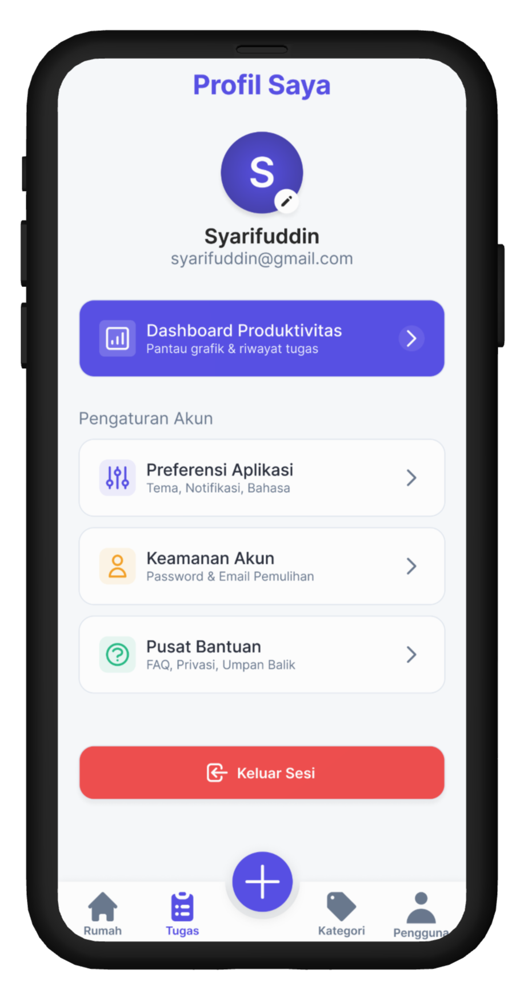 Profil Saya
S
Syarifuddin
syarifuddin@gmail.com
Dashboard Produktivitas
Pantau grafik & riwayat tugas
Pengaturan Akun
Preferensi Aplikasi
Tema, Notifikasi, Bahasa
Keamanan Akun
Password & Email Pemulihan
Pusat Bantuan
FAQ, Privasi, Umpan Balik
Keluar Sesi
Rumah
Tugas
Kategori
Pengguna